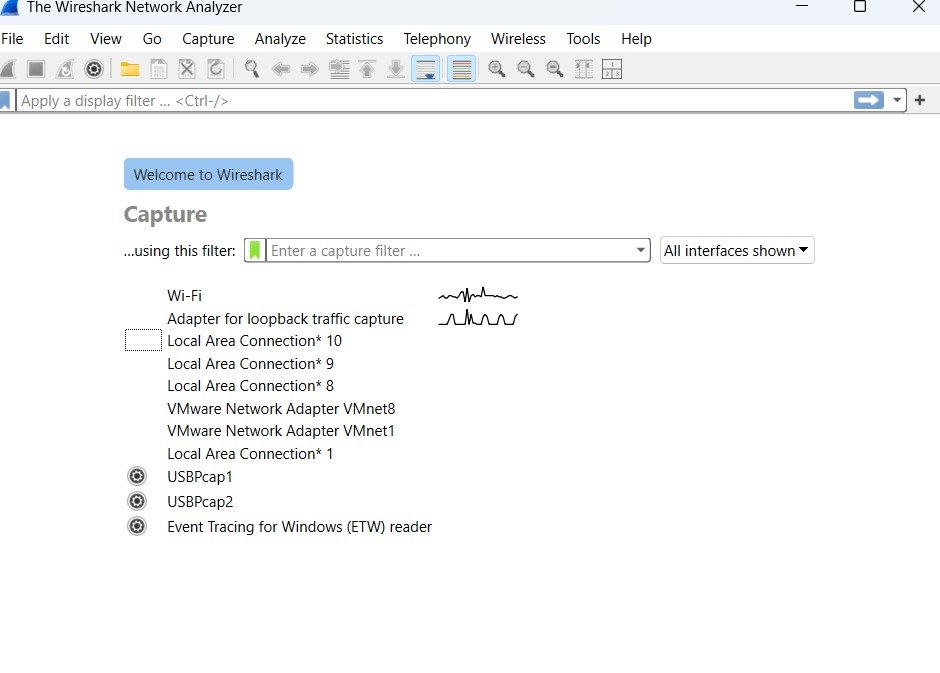 The Wireshark Network Analyzer
File Edit View Go Capture Analyze Statistics Telephony Wireless Tools Help
Apply a display filter ... <Ctrl-/>
Welcome to Wireshark
Capture
...using this filter: Enter a capture filter ... All interfaces shown
Wi-Fi
Adapter for loopback traffic capture
Local Area Connection* 10
Local Area Connection* 9
Local Area Connection* 8
VMware Network Adapter VMnet8
VMware Network Adapter VMnet1
Local Area Connection* 1
USBPcap1
USBPcap2
Event Tracing for Windows (ETW) reader